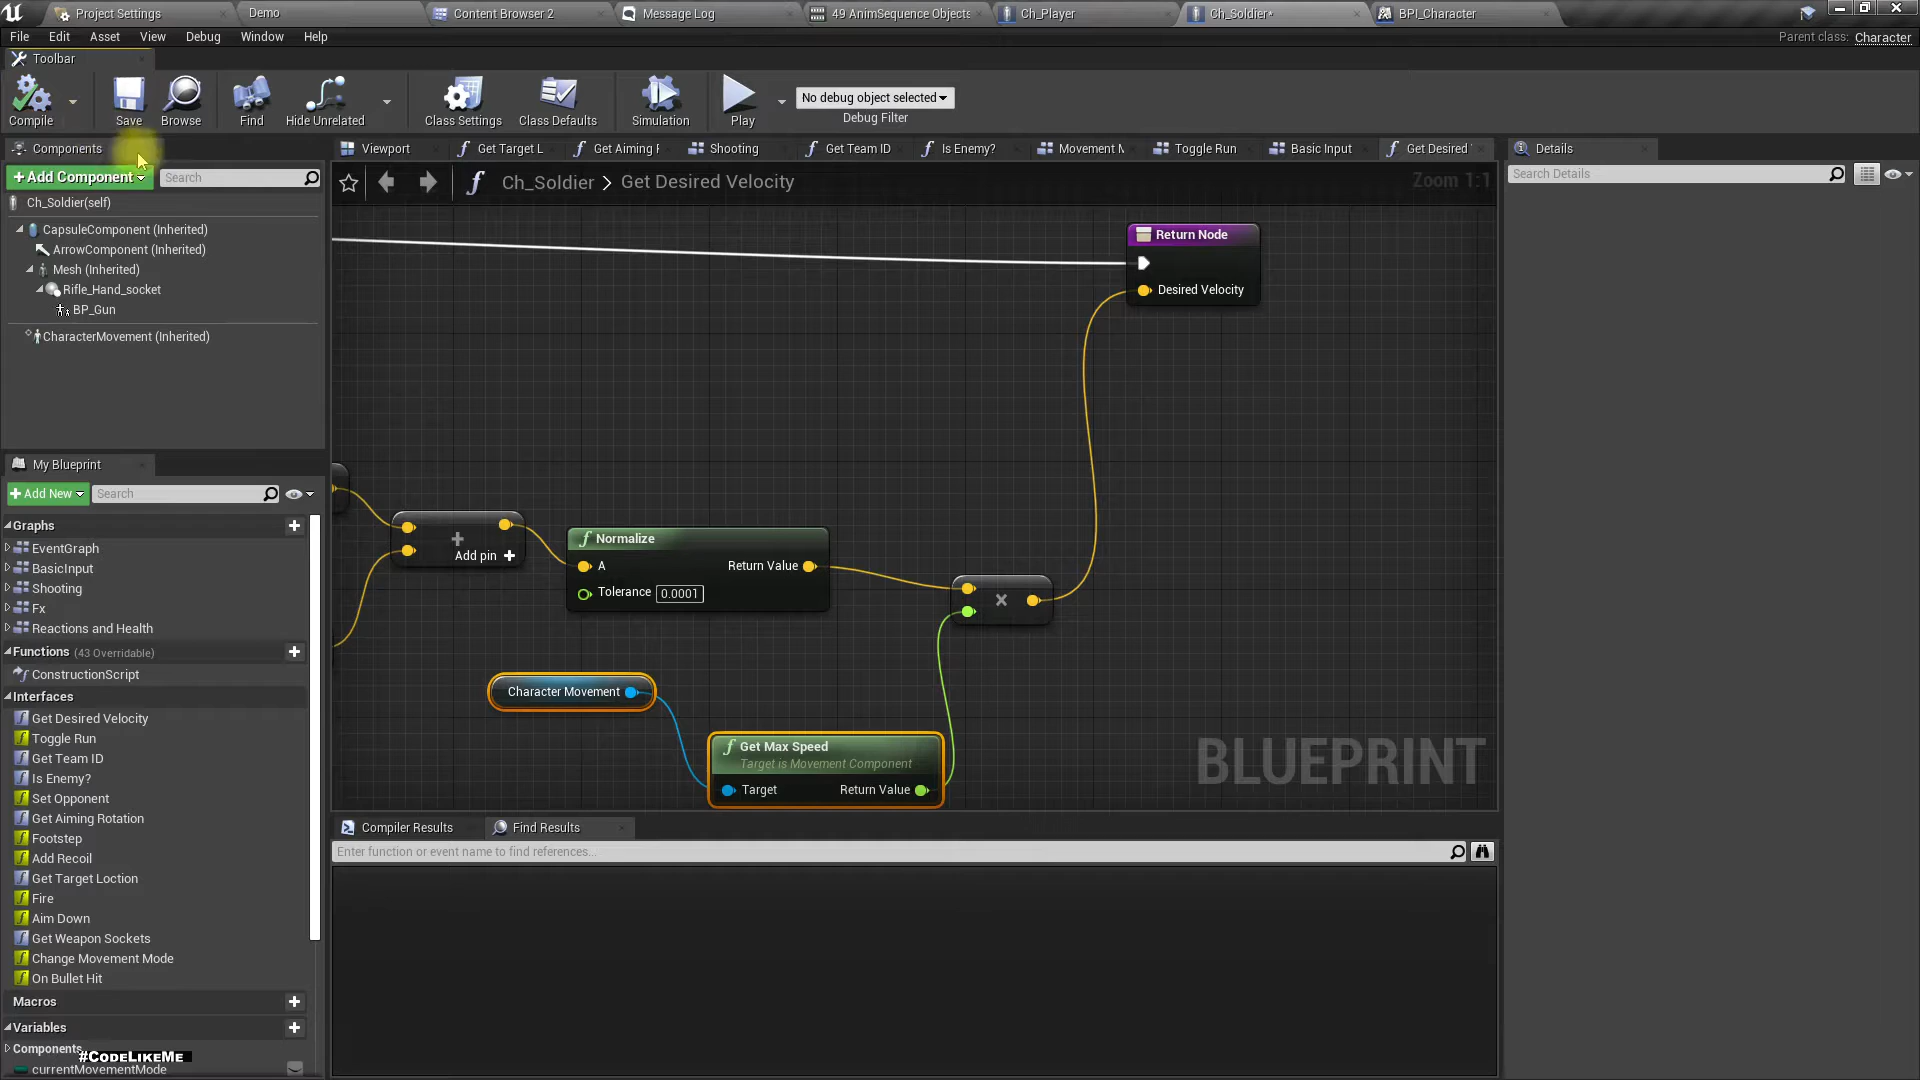 Project Settings
Demo
Content Browser 2
Message Log
49 AnimSequence Objects
Ch_Player
Ch_Soldier*
BPI_Character
File Edit Asset View Debug Window Help
Parent class: Character
Toolbar
Compile
Save
Browse
Find
Hide Unrelated
Class Settings
Class Defaults
Simulation
Play
No debug object selected
Debug Filter
Components
Viewport
Get Target L
Get Aiming
Shooting
Get Team ID
Is Enemy?
Movement
Toggle Run
Basic Input
Get Desired
Details
+Add Component
Search
Search Details
Ch_Soldier > Get Desired Velocity
Zoom 1:1
Ch_Soldier(self)
CapsuleComponent (Inherited)
ArrowComponent (Inherited)
Mesh (Inherited)
Rifle_Hand_socket
BP_Gun
CharacterMovement (Inherited)
Return Node
Desired Velocity
Add pin +
Normalize
A
Return Value
Tolerance 0.0001
Character Movement
Get Max Speed
Target is Movement Component
Target
Return Value
BLUEPRINT
My Blueprint
+Add New
Search
Graphs
EventGraph
BasicInput
Shooting
Fx
Reactions and Health
Functions (43 Overridable)
ConstructionScript
Interfaces
Get Desired Velocity
Toggle Run
Get Team ID
Is Enemy?
Set Opponent
Get Aiming Rotation
Footstep
Add Recoil
Get Target Loction
Fire
Aim Down
Get Weapon Sockets
Change Movement Mode
On Bullet Hit
Macros
Variables
Components
#CodeLikeMe
currentMovementMode
Compiler Results
Find Results
Enter function or event name to find references...